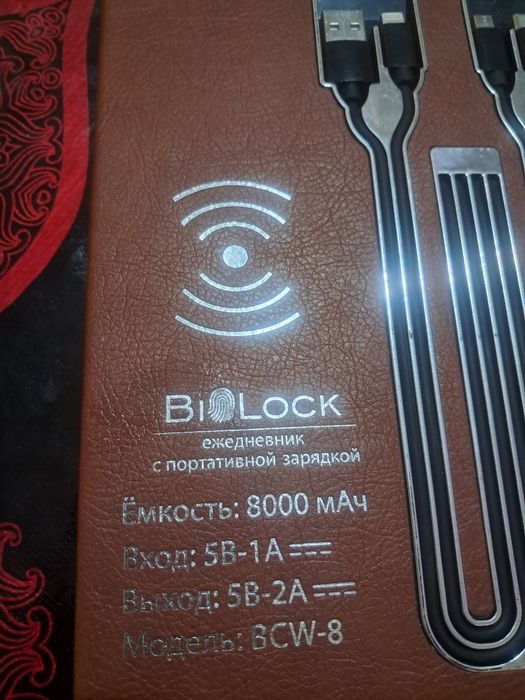 BioLock
ежедневник
с портативной зарядкой
Ёмкость: 8000 мАч
Вход: 5В-1А
Выход: 5В-2А
Модель: BCW-8